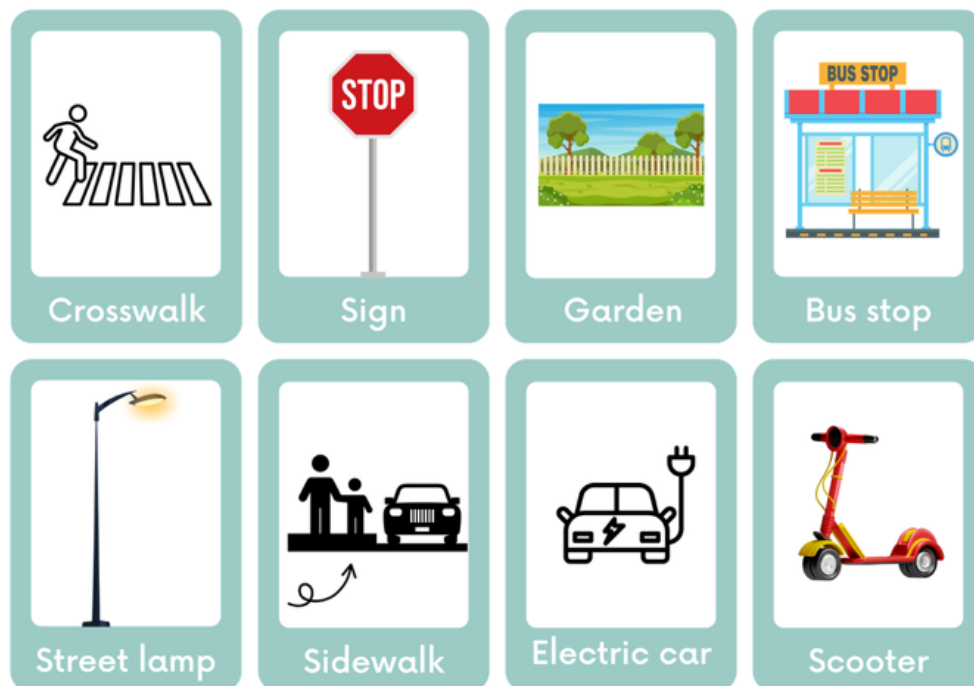 STOP
BUS STOP
Crosswalk
Sign
Garden
Bus stop
Street lamp
Sidewalk
Electric car
Scooter